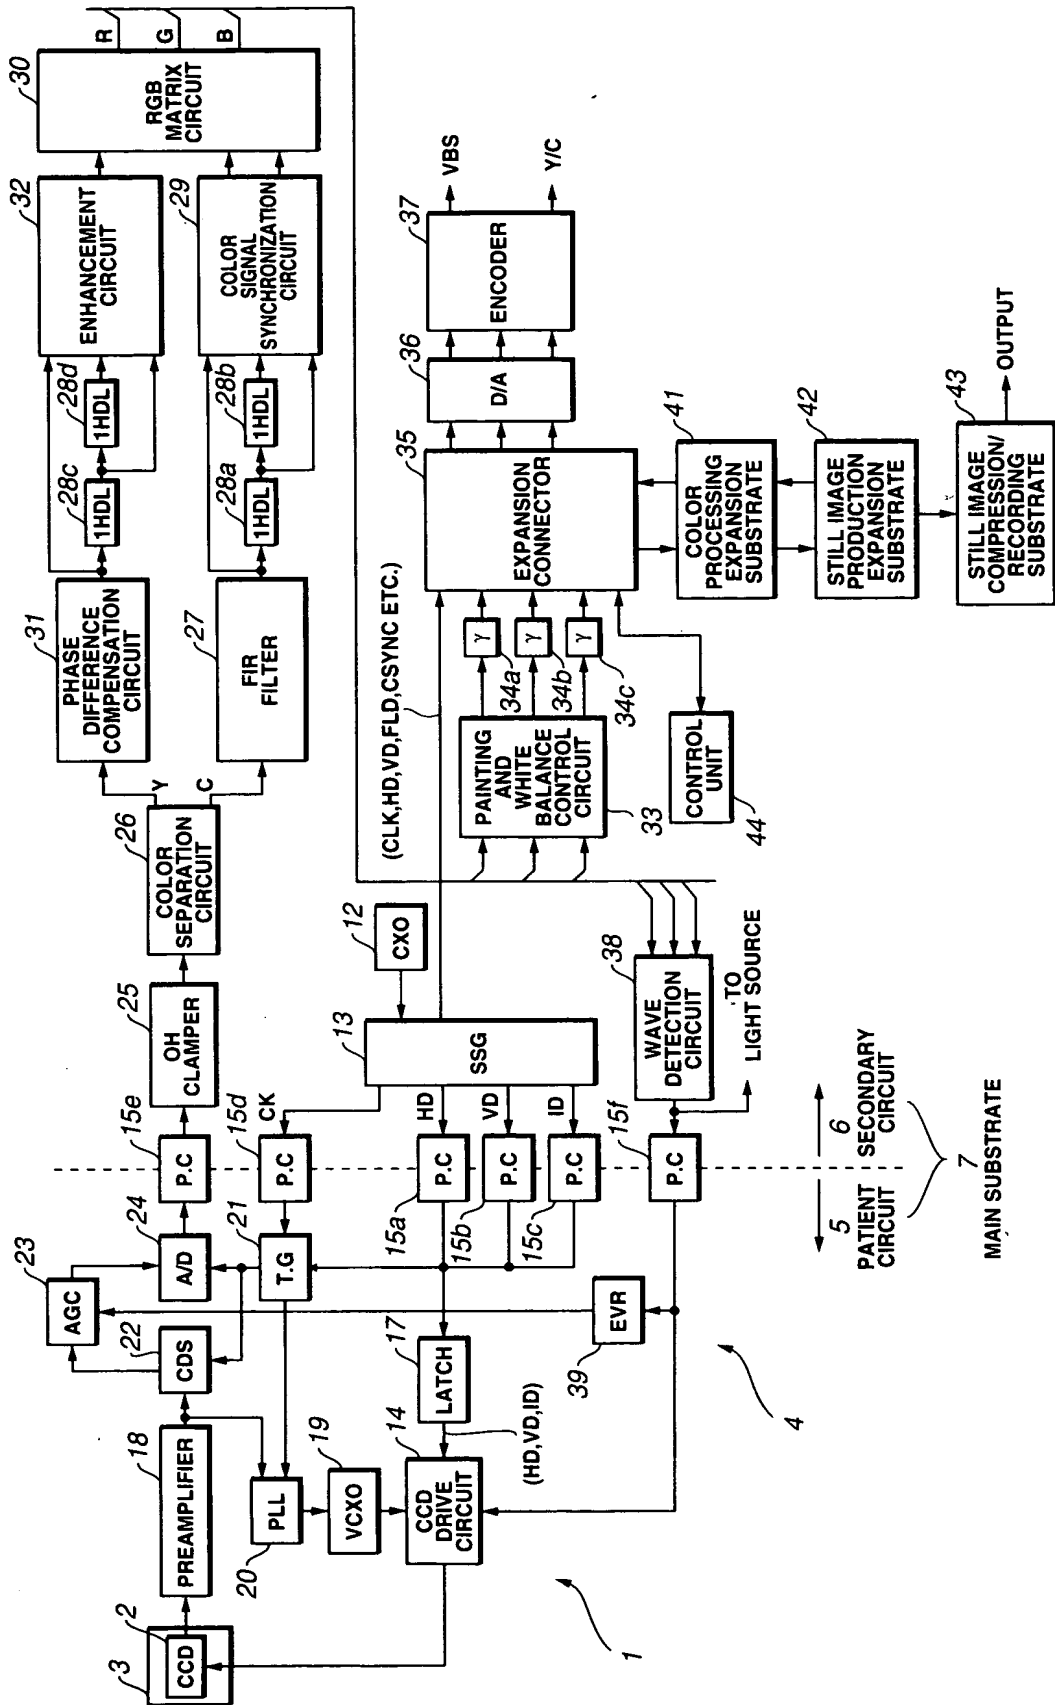 3
2
CCD
18
PREAMPLIFIER
22
CDS
23
AGC
24
A/D
15e
P.C
25
OH
CLAMPER
26
COLOR
SEPARATION
CIRCUIT
Y
C
31
PHASE
DIFFERENCE
COMPENSATION
CIRCUIT
27
FIR
FILTER
28c
1HDL
28d
1HDL
28a
1HDL
28b
1HDL
32
ENHANCEMENT
CIRCUIT
29
COLOR
SIGNAL
SYNCHRONIZATION
CIRCUIT
30
RGB
MATRIX
CIRCUIT
R
G
B
20
PLL
19
VCXO
14
CCD
DRIVE
CIRCUIT
17
LATCH
(HD,VD,ID)
21
T.G
15d
P.C
CK
15a
P.C
HD
15b
P.C
VD
15c
P.C
ID
13
SSG
12
CXO
(CLK,HD,VD,FLD,CSYNC ETC.)
39
EVR
15f
P.C
38
WAVE
DETECTION
CIRCUIT
TO
LIGHT SOURCE
33
PAINTING
AND
WHITE
BALANCE
CONTROL
CIRCUIT
γ
34a
γ
34b
γ
34c
35
EXPANSION
CONNECTOR
36
D/A
37
ENCODER
VBS
Y/C
44
CONTROL
UNIT
41
COLOR
PROCESSING
EXPANSION
SUBSTRATE
42
STILL IMAGE
PRODUCTION
EXPANSION
SUBSTRATE
43
STILL IMAGE
COMPRESSION/
RECORDING
SUBSTRATE
OUTPUT
1
4
5
PATIENT
CIRCUIT
6
SECONDARY
CIRCUIT
7
MAIN SUBSTRATE